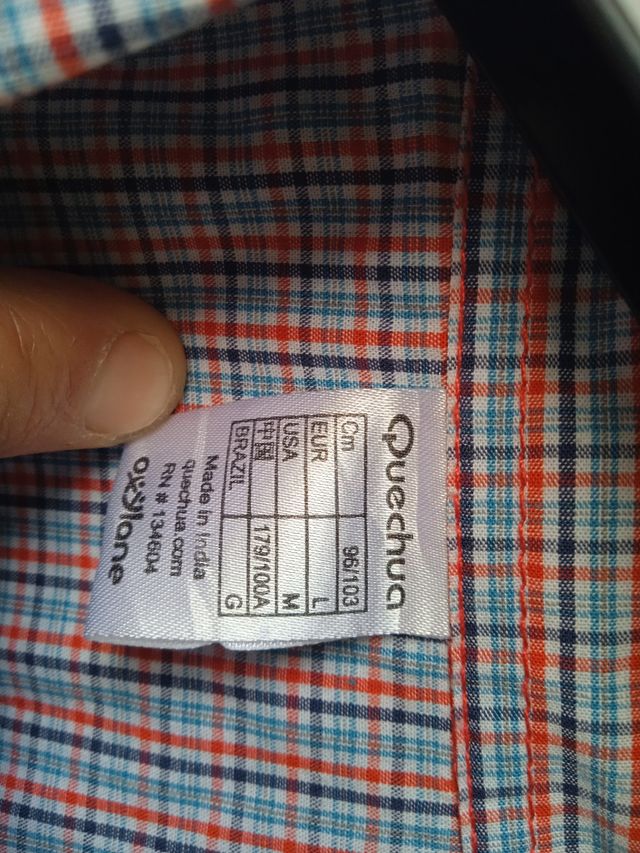 Quechua
Cm 96/103
EUR L
USA M
中国 179/100A
BRAZIL G
Made in India
quechua.com
RN # 134604
oxylane